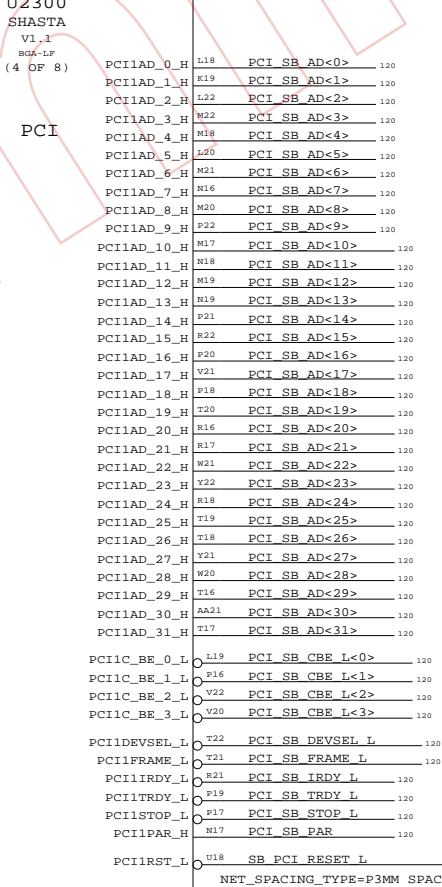 U2300
SHASTA
V1.1
BGA-LF
(4 OF 8)
PCI
PCI1AD_0_H L18 PCI_SB_AD<0> 120
PCI1AD_1_H K19 PCI_SB_AD<1> 120
PCI1AD_2_H L22 PCI_SB_AD<2> 120
PCI1AD_3_H M22 PCI_SB_AD<3> 120
PCI1AD_4_H M18 PCI_SB_AD<4> 120
PCI1AD_5_H L20 PCI_SB_AD<5> 120
PCI1AD_6_H M21 PCI_SB_AD<6> 120
PCI1AD_7_H N16 PCI_SB_AD<7> 120
PCI1AD_8_H M20 PCI_SB_AD<8> 120
PCI1AD_9_H P22 PCI_SB_AD<9> 120
PCI1AD_10_H M17 PCI_SB_AD<10> 120
PCI1AD_11_H N18 PCI_SB_AD<11> 120
PCI1AD_12_H M19 PCI_SB_AD<12> 120
PCI1AD_13_H N19 PCI_SB_AD<13> 120
PCI1AD_14_H P21 PCI_SB_AD<14> 120
PCI1AD_15_H R22 PCI_SB_AD<15> 120
PCI1AD_16_H P20 PCI_SB_AD<16> 120
PCI1AD_17_H V21 PCI_SB_AD<17> 120
PCI1AD_18_H P18 PCI_SB_AD<18> 120
PCI1AD_19_H T20 PCI_SB_AD<19> 120
PCI1AD_20_H R16 PCI_SB_AD<20> 120
PCI1AD_21_H R17 PCI_SB_AD<21> 120
PCI1AD_22_H W21 PCI_SB_AD<22> 120
PCI1AD_23_H Y22 PCI_SB_AD<23> 120
PCI1AD_24_H R18 PCI_SB_AD<24> 120
PCI1AD_25_H T19 PCI_SB_AD<25> 120
PCI1AD_26_H T18 PCI_SB_AD<26> 120
PCI1AD_27_H Y21 PCI_SB_AD<27> 120
PCI1AD_28_H W20 PCI_SB_AD<28> 120
PCI1AD_29_H T16 PCI_SB_AD<29> 120
PCI1AD_30_H AA21 PCI_SB_AD<30> 120
PCI1AD_31_H T17 PCI_SB_AD<31> 120
PCI1C_BE_0_L L19 PCI_SB_CBE_L<0> 120
PCI1C_BE_1_L P16 PCI_SB_CBE_L<1> 120
PCI1C_BE_2_L V22 PCI_SB_CBE_L<2> 120
PCI1C_BE_3_L V20 PCI_SB_CBE_L<3> 120
PCI1DEVSEL_L T22 PCI_SB_DEVSEL_L 120
PCI1FRAME_L T21 PCI_SB_FRAME_L 120
PCI1IRDY_L R21 PCI_SB_IRDY_L 120
PCI1TRDY_L P19 PCI_SB_TRDY_L 120
PCI1STOP_L P17 PCI_SB_STOP_L 120
PCI1PAR_H N17 PCI_SB_PAR 120
PCI1RST_L U18 SB_PCI_RESET_L
NET_SPACING_TYPE=P3MM SPAC